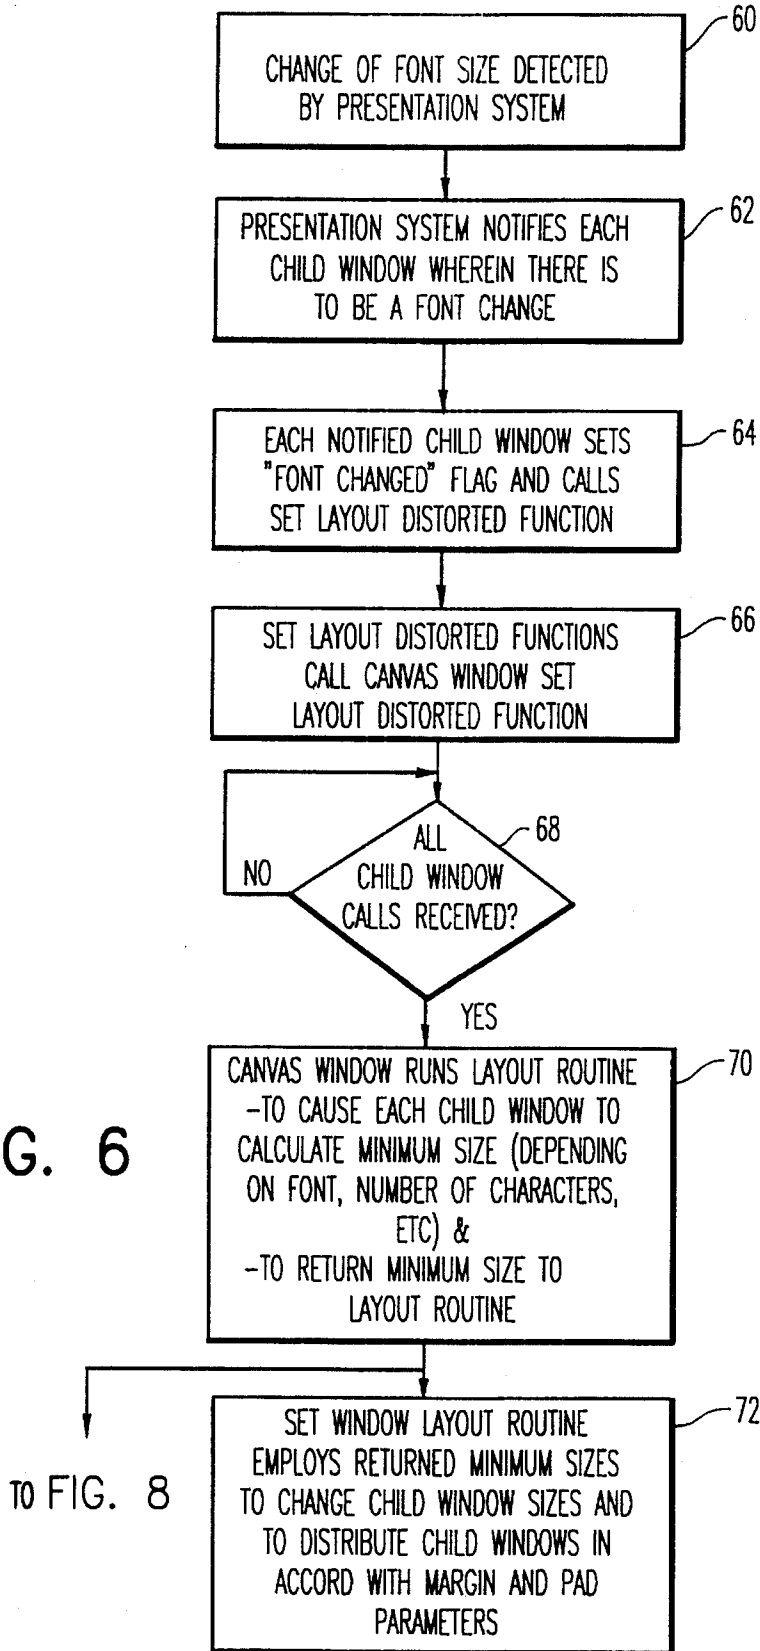 60
CHANGE OF FONT SIZE DETECTED
BY PRESENTATION SYSTEM
62
PRESENTATION SYSTEM NOTIFIES EACH
CHILD WINDOW WHEREIN THERE IS
TO BE A FONT CHANGE
64
EACH NOTIFIED CHILD WINDOW SETS
"FONT CHANGED" FLAG AND CALLS
SET LAYOUT DISTORTED FUNCTION
66
SET LAYOUT DISTORTED FUNCTIONS
CALL CANVAS WINDOW SET
LAYOUT DISTORTED FUNCTION
68
ALL
CHILD WINDOW
CALLS RECEIVED?
NO
YES
70
CANVAS WINDOW RUNS LAYOUT ROUTINE
-TO CAUSE EACH CHILD WINDOW TO
CALCULATE MINIMUM SIZE (DEPENDING
ON FONT, NUMBER OF CHARACTERS,
ETC) &
-TO RETURN MINIMUM SIZE TO
LAYOUT ROUTINE
G. 6
72
SET WINDOW LAYOUT ROUTINE
EMPLOYS RETURNED MINIMUM SIZES
TO CHANGE CHILD WINDOW SIZES AND
TO DISTRIBUTE CHILD WINDOWS IN
ACCORD WITH MARGIN AND PAD
PARAMETERS
TO FIG. 8